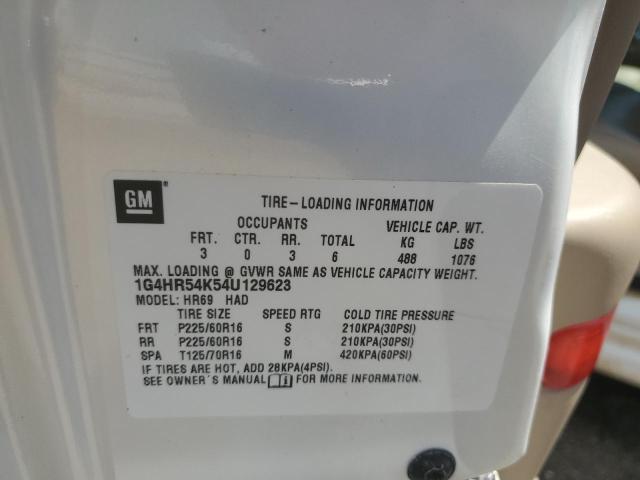 GM ®
TIRE-LOADING INFORMATION
OCCUPANTS VEHICLE CAP. WT.
FRT. CTR. RR. TOTAL KG LBS
3 0 3 6 488 1076
MAX. LOADING @ GVWR SAME AS VEHICLE CAPACITY WEIGHT.
1G4HR54K54U129623
MODEL: HR69 HAD
TIRE SIZE SPEED RTG COLD TIRE PRESSURE
FRT P225/60R16 S 210KPA(30PSI)
RR P225/60R16 S 210KPA(30PSI)
SPA T125/70R16 M 420KPA(60PSI)
IF TIRES ARE HOT, ADD 28KPA(4PSI).
SEE OWNER'S MANUAL FOR MORE INFORMATION.